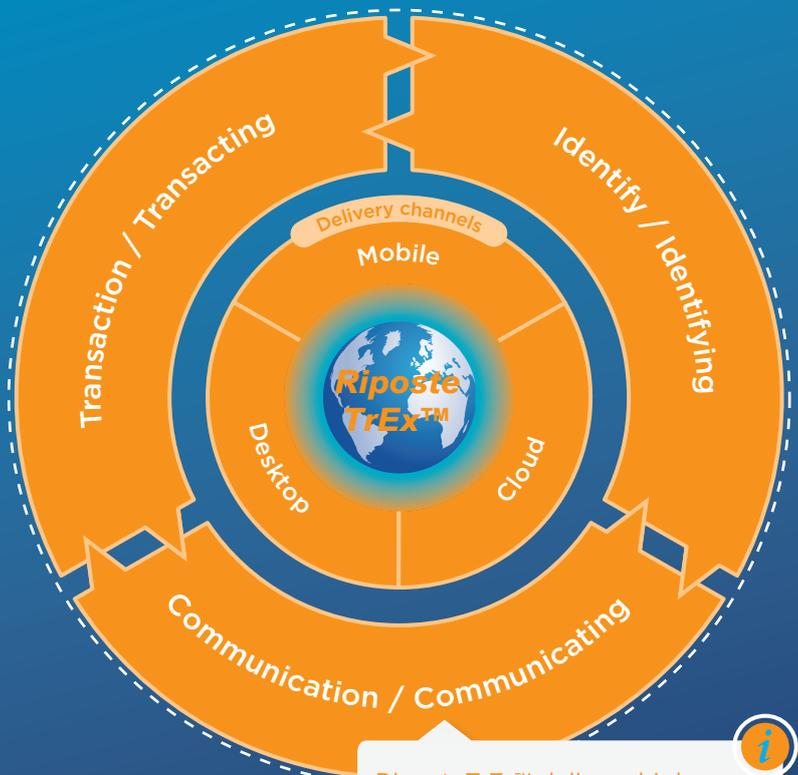 Transaction / Transacting
Identify / Identifying
Delivery channels
Mobile
Riposte
TrEx™
Desktop
Cloud
Communication / Communicating
i